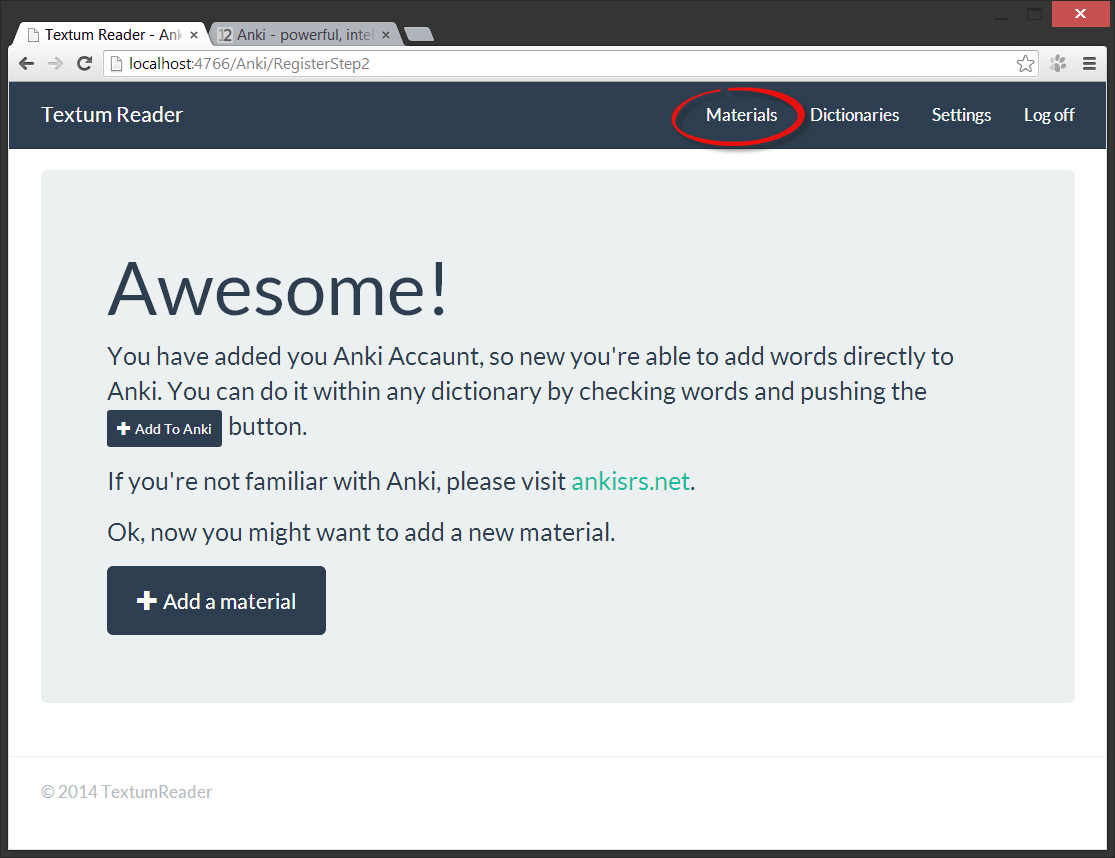 Textum Reader - Ank
Anki - powerful, intel
localhost:4766/Anki/RegisterStep2
Textum Reader Materials Dictionaries Settings Log off
Awesome!
You have added you Anki Accaunt, so new you're able to add words directly to
Anki. You can do it within any dictionary by checking words and pushing the
Add To Anki button.
If you're not familiar with Anki, please visit ankisrs.net.
Ok, now you might want to add a new material.
Add a material
© 2014 TextumReader